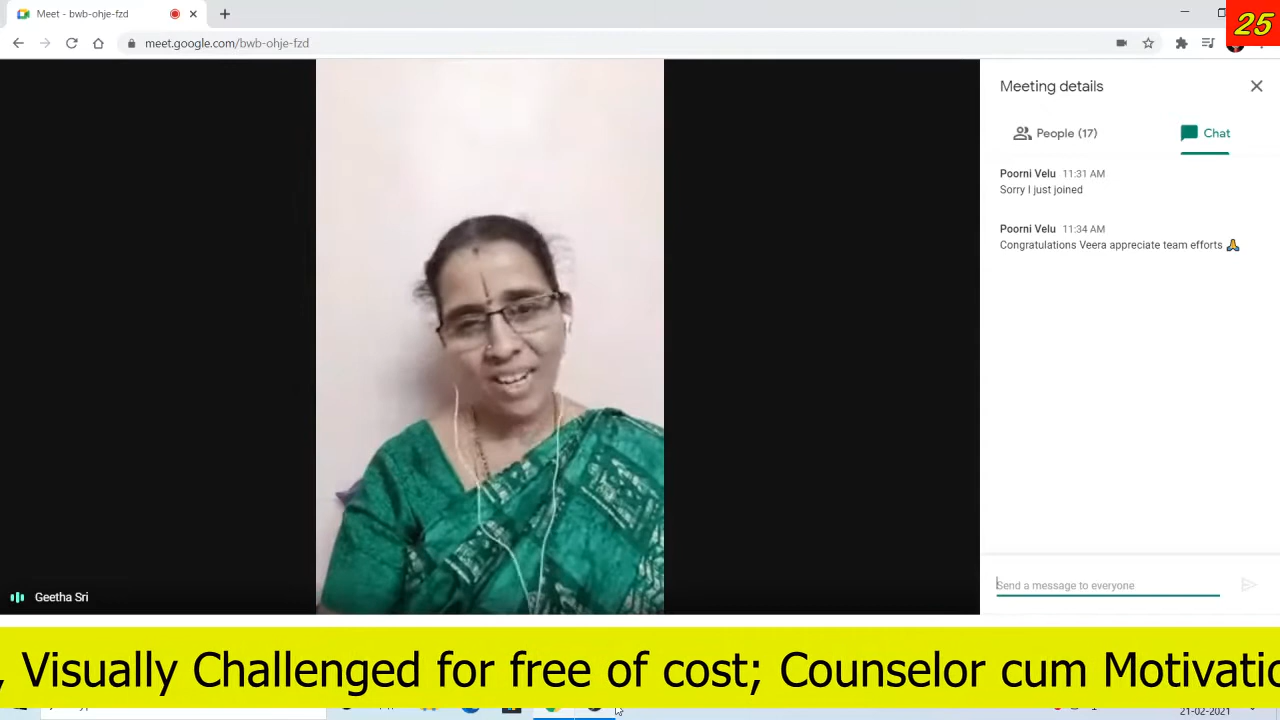 Meet - bwb-ohje-fzd
25
meet.google.com/bwb-ohje-fzd
Meeting details
People (17)
Chat
Poorni Velu 11:31 AM
Sorry I just joined
Poorni Velu 11:34 AM
Congratulations Veera appreciate team efforts 🙏
Send a message to everyone
Geetha Sri
, Visually Challenged for free of cost; Counselor cum Motivatio
21-02-2021